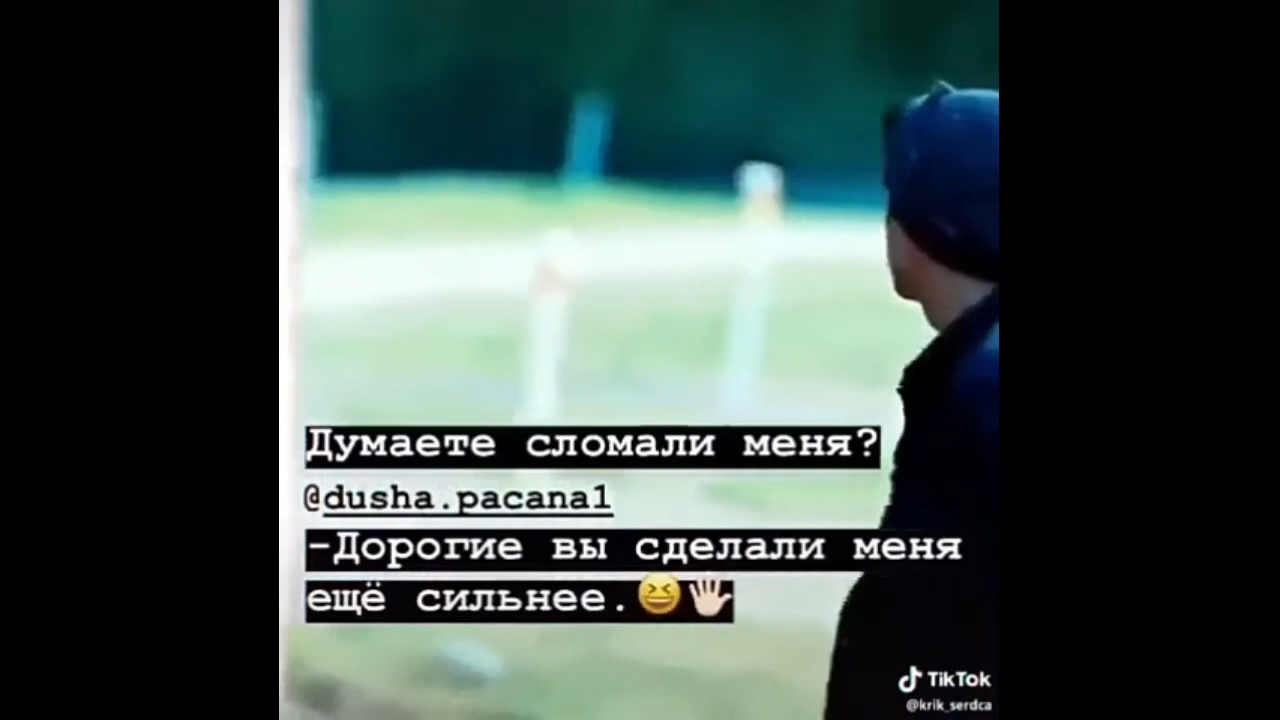 Думаете сломали меня?
@dusha.pacana1
-Дорогие вы сделали меня
ещё сильнее.😆🖐🏻
TikTok
@krik_serdca